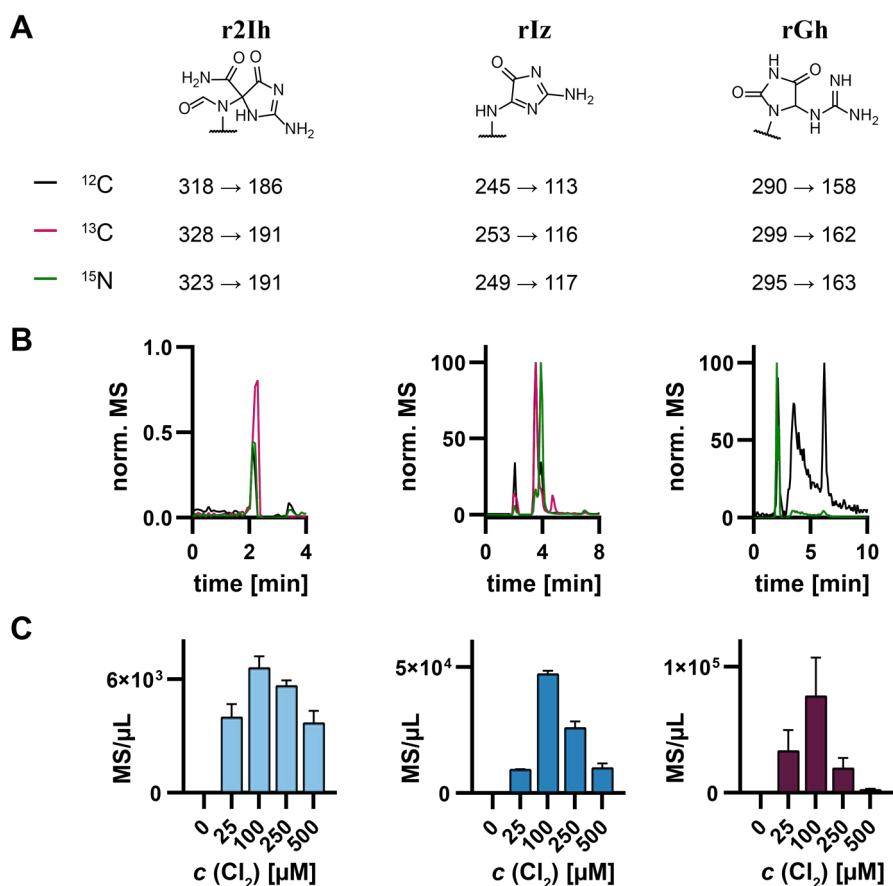 A
r2Ih rIz rGh
H₂N O O N O N HN HN NH₂
O N N NH₂ HN
HN O O N N H NH NH₂
¹²C 318 → 186 245 → 113 290 → 158
¹³C 328 → 191 253 → 116 299 → 162
¹⁵N 323 → 191 249 → 117 295 → 163
B
norm. MS 1.0 0.5 0.0
0 2 4
time [min]
norm. MS 100 50 0
0 4 8
time [min]
norm. MS 100 50 0
0 5 10
time [min]
C
MS/µL 6×10³ 0
0 25 100 250 500
c (Cl₂) [µM]
MS/µL 5×10⁴ 0
0 25 100 250 500
c (Cl₂) [µM]
MS/µL 1×10⁵ 0
0 25 100 250 500
c (Cl₂) [µM]